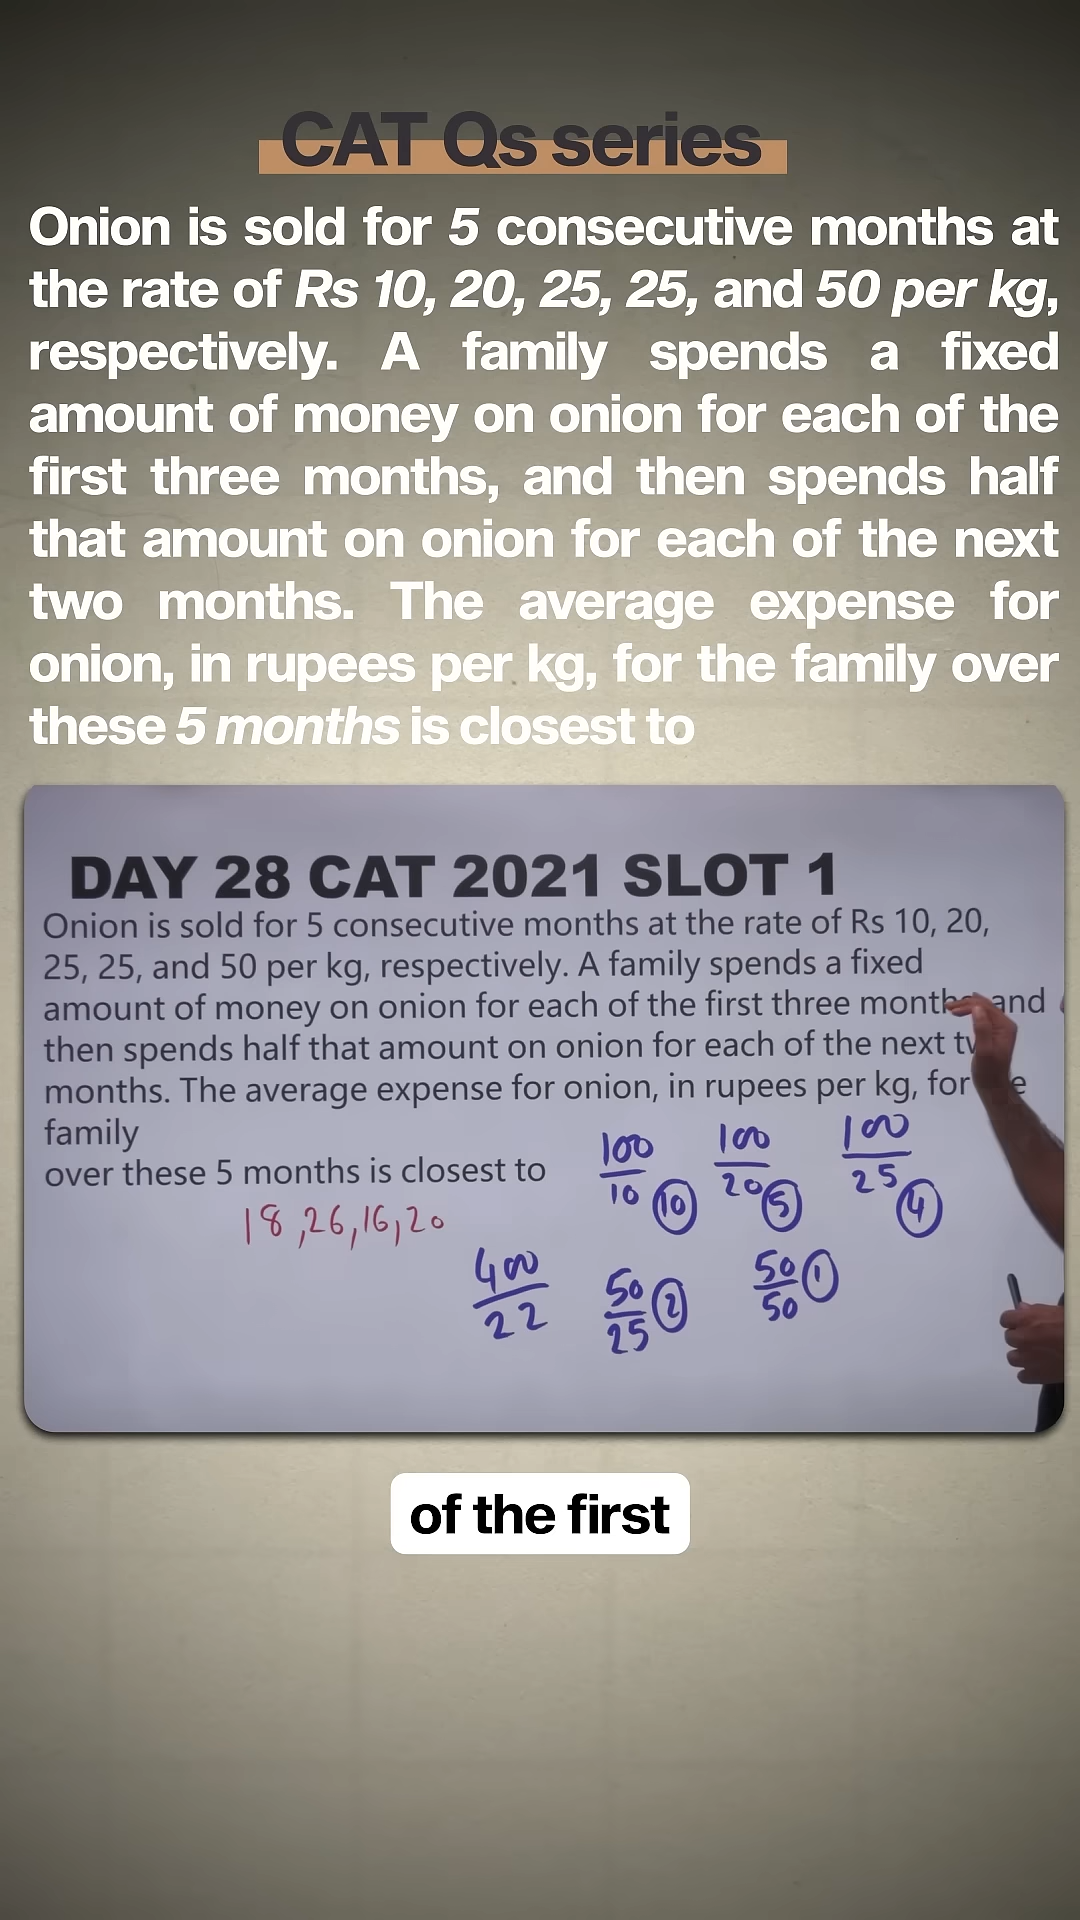 CAT Qs series
Onion is sold for 5 consecutive months at
the rate of Rs 10, 20, 25, 25, and 50 per kg,
respectively. A family spends a fixed
amount of money on onion for each of the
first three months, and then spends half
that amount on onion for each of the next
two months. The average expense for
onion, in rupees per kg, for the family over
these 5 months is closest to
DAY 28 CAT 2021 SLOT 1
Onion is sold for 5 consecutive months at the rate of Rs 10, 20,
25, 25, and 50 per kg, respectively. A family spends a fixed
amount of money on onion for each of the first three months and
then spends half that amount on onion for each of the next
months. The average expense for onion, in rupees per kg, for
family
over these 5 months is closest to
100 100 100
10 10 20 5 25 4
18, 26, 16, 20
400 50 2 50 1
22 25 50
of the first